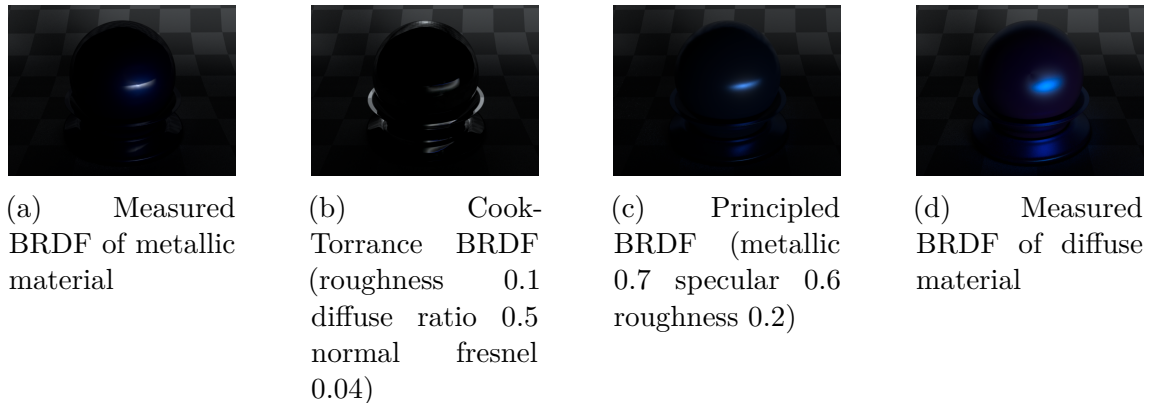 (a) Measured
BRDF of metallic
material
(b) Cook-
Torrance BRDF
(roughness 0.1
diffuse ratio 0.5
normal fresnel
0.04)
(c) Principled
BRDF (metallic
0.7 specular 0.6
roughness 0.2)
(d) Measured
BRDF of diffuse
material